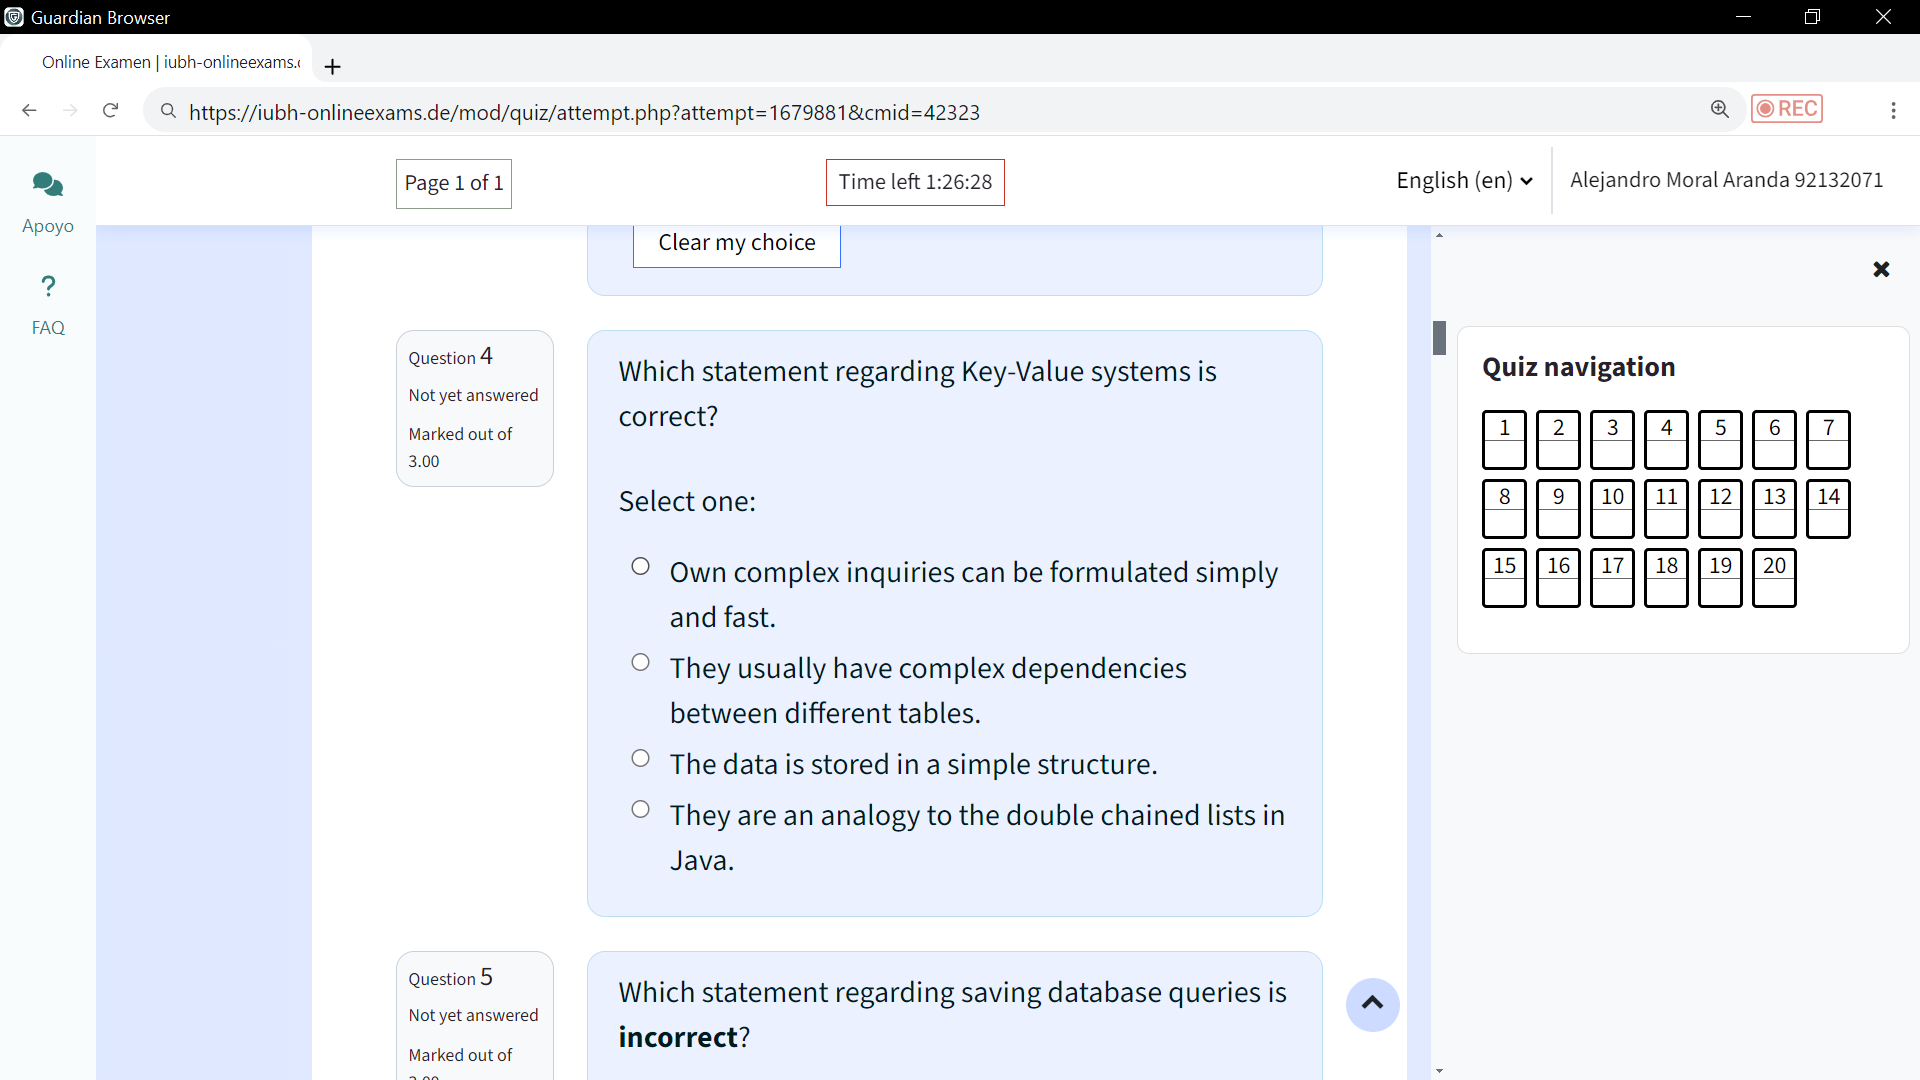 Guardian Browser
Online Examen | iubh-onlineexams.
https://iubh-onlineexams.de/mod/quiz/attempt.php?attempt=1679881&cmid=42323
REC
Page 1 of 1
Time left 1:26:28
English (en)
Alejandro Moral Aranda 92132071
Apoyo
?
FAQ
Clear my choice
Question 4
Not yet answered
Marked out of
3.00
Which statement regarding Key-Value systems is
correct?
Select one:
Own complex inquiries can be formulated simply
and fast.
They usually have complex dependencies
between different tables.
The data is stored in a simple structure.
They are an analogy to the double chained lists in
Java.
Question 5
Not yet answered
Marked out of
Which statement regarding saving database queries is
incorrect?
Quiz navigation
1 2 3 4 5 6 7
8 9 10 11 12 13 14
15 16 17 18 19 20